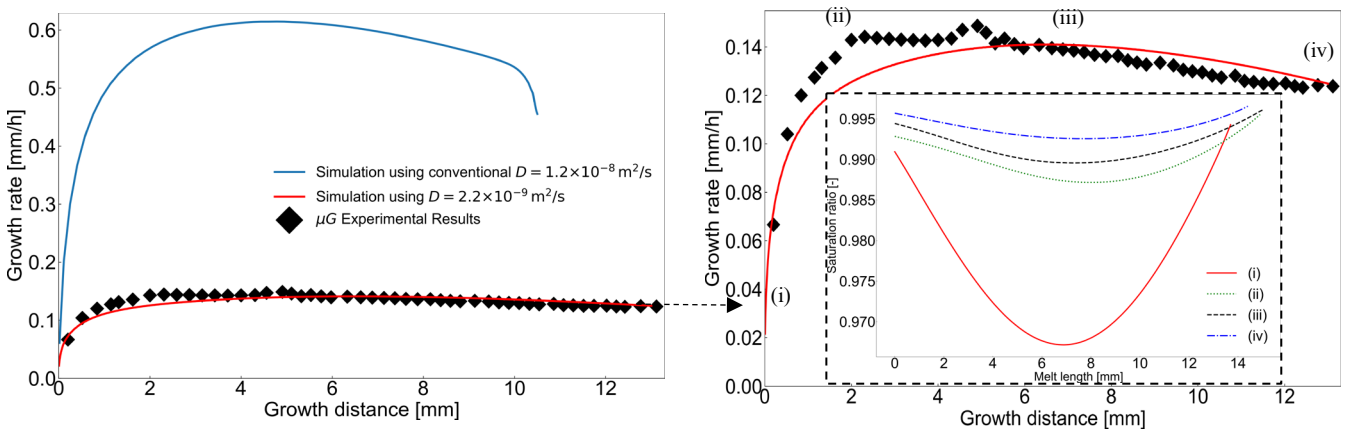 Growth rate [mm/h]
0.6
0.5
0.4
0.3
0.2
0.1
0.0
Simulation using conventional D = 1.2×10⁻⁸ m²/s
Simulation using D = 2.2×10⁻⁹ m²/s
μG Experimental Results
0 2 4 6 8 10 12
Growth distance [mm]
Growth rate [mm/h]
0.14
0.12
0.10
0.08
0.06
0.04
0.02
0.00
(i)
(ii)
(iii)
(iv)
Saturation ratio [-]
0.995
0.990
0.985
0.980
0.975
0.970
(i)
(ii)
(iii)
(iv)
0 2 4 6 8 10 12 14
Melt length [mm]
0 2 4 6 8 10 12
Growth distance [mm]